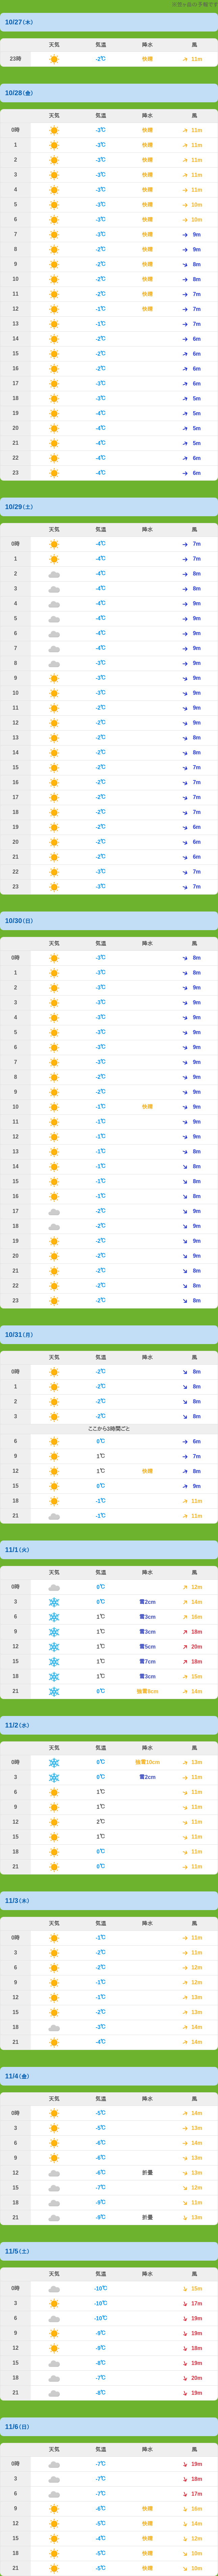 天気&風の予報です
10/27(木)
天気 気温 降水 風
23時 -2℃ 快晴 11m
10/28(金)
天気 気温 降水 風
0時 -3℃ 快晴 11m
1 -3℃ 快晴 11m
2 -3℃ 快晴 11m
3 -3℃ 快晴 11m
4 -3℃ 快晴 11m
5 -3℃ 快晴 10m
6 -3℃ 快晴 10m
7 -3℃ 快晴 9m
8 -2℃ 快晴 9m
9 -2℃ 快晴 8m
10 -2℃ 快晴 8m
11 -2℃ 快晴 7m
12 -1℃ 快晴 7m
13 -1℃ 7m
14 -2℃ 6m
15 -2℃ 6m
16 -2℃ 6m
17 -3℃ 6m
18 -3℃ 5m
19 -4℃ 5m
20 -4℃ 5m
21 -4℃ 5m
22 -4℃ 6m
23 -4℃ 6m
10/29(土)
天気 気温 降水 風
0時 -4℃ 7m
1 -4℃ 7m
2 -4℃ 8m
3 -4℃ 8m
4 -4℃ 9m
5 -4℃ 9m
6 -4℃ 9m
7 -4℃ 9m
8 -3℃ 9m
9 -3℃ 9m
10 -3℃ 9m
11 -2℃ 9m
12 -2℃ 9m
13 -2℃ 8m
14 -2℃ 8m
15 -2℃ 7m
16 -2℃ 7m
17 -2℃ 7m
18 -2℃ 7m
19 -2℃ 6m
20 -2℃ 6m
21 -2℃ 6m
22 -3℃ 7m
23 -3℃ 7m
10/30(日)
天気 気温 降水 風
0時 -3℃ 8m
1 -3℃ 8m
2 -3℃ 9m
3 -3℃ 9m
4 -3℃ 9m
5 -3℃ 9m
6 -3℃ 9m
7 -3℃ 9m
8 -2℃ 9m
9 -2℃ 9m
10 -1℃ 快晴 9m
11 -1℃ 9m
12 -1℃ 9m
13 -1℃ 8m
14 -1℃ 8m
15 -1℃ 8m
16 -1℃ 8m
17 -2℃ 9m
18 -2℃ 9m
19 -2℃ 9m
20 -2℃ 9m
21 -2℃ 8m
22 -2℃ 8m
23 -2℃ 8m
10/31(月)
天気 気温 降水 風
0時 -2℃ 8m
1 -2℃ 8m
2 -2℃ 8m
3 -2℃ 8m
ここから3時間ごと
6 0℃ 6m
9 1℃ 7m
12 1℃ 快晴 8m
15 0℃ 9m
18 -1℃ 11m
21 -1℃ 11m
11/1(火)
天気 気温 降水 風
0時 0℃ 12m
3 0℃ 雪2cm 14m
6 1℃ 雪3cm 16m
9 1℃ 雪3cm 18m
12 1℃ 雪5cm 20m
15 1℃ 雪7cm 18m
18 1℃ 雪3cm 15m
21 0℃ 強雪8cm 14m
11/2(水)
天気 気温 降水 風
0時 0℃ 強雪10cm 13m
3 0℃ 雪2cm 11m
6 1℃ 11m
9 1℃ 11m
12 2℃ 11m
15 1℃ 11m
18 0℃ 11m
21 0℃ 11m
11/3(木)
天気 気温 降水 風
0時 -1℃ 11m
3 -2℃ 11m
6 -2℃ 12m
9 -1℃ 12m
12 -1℃ 13m
15 -2℃ 13m
18 -3℃ 14m
21 -4℃ 14m
11/4(金)
天気 気温 降水 風
0時 -5℃ 14m
3 -5℃ 15m
6 -6℃ 14m
9 -6℃ 13m
12 -6℃ 折曇 13m
15 -7℃ 12m
18 -9℃ 11m
21 -9℃ 折曇 13m
11/5(土)
天気 気温 降水 風
0時 -10℃ 15m
3 -10℃ 17m
6 -10℃ 19m
9 -9℃ 19m
12 -9℃ 18m
15 -8℃ 19m
18 -7℃ 20m
21 -8℃ 19m
11/6(日)
天気 気温 降水 風
0時 -7℃ 19m
3 -7℃ 18m
6 -7℃ 17m
9 -6℃ 快晴 16m
12 -5℃ 快晴 14m
15 -4℃ 快晴 12m
18 -5℃ 快晴 10m
21 -5℃ 快晴 10m